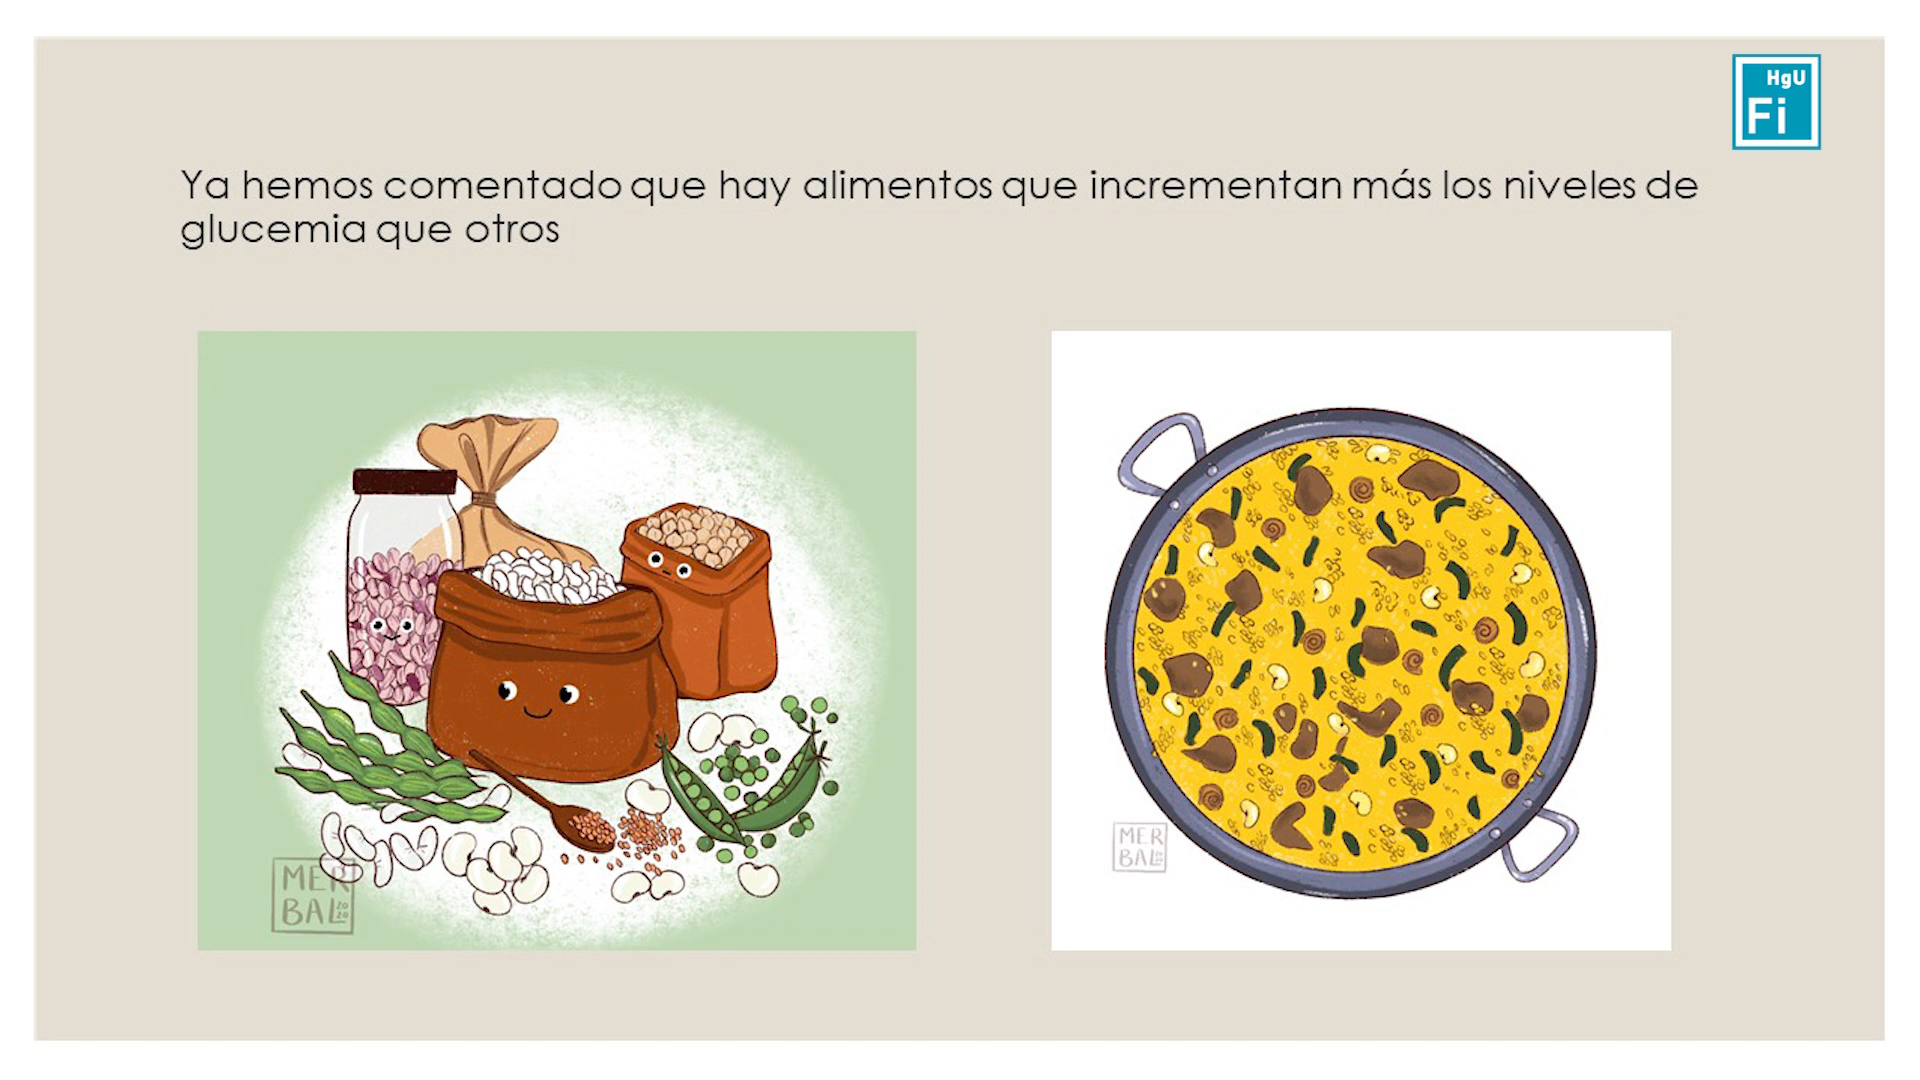 HgU
Fi
Ya hemos comentado que hay alimentos que incrementan más los niveles de
glucemia que otros
MER
BAL
2020
MER
BAL